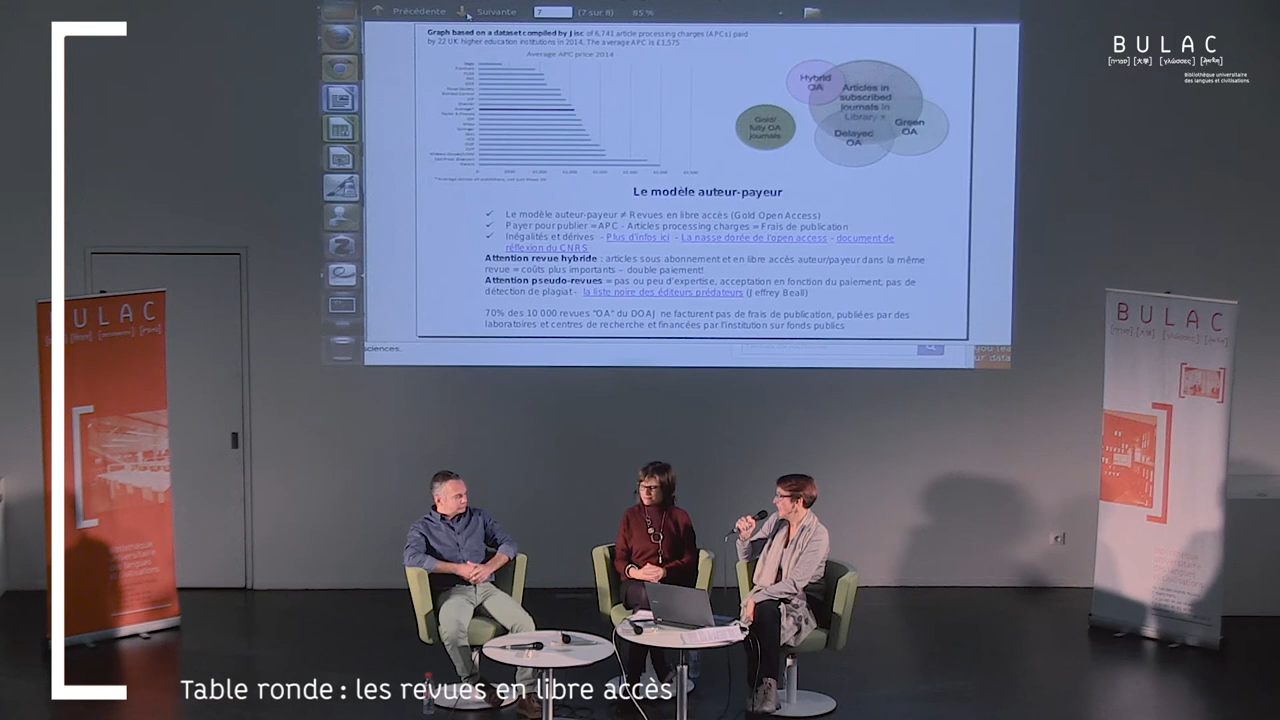 Précédente Suivante 7 (7 sur 8) 85 %
Graph based on a dataset compiled by Jisc of 6,741 article processing charges (APCs) paid
by 22 UK higher education institutions in 2014. The average APC is £1,575
Average APC price 2014
Hybrid
OA
Articles in
subscribed
journals in
Library x
Gold/
fully OA
journals
Green
OA
Delayed
OA
Le modèle auteur-payeur
✓ Le modèle auteur-payeur ≠ Revues en libre accès (Gold Open Access)
✓ Payer pour publier = APC - Articles processing charges = Frais de publication
✓ Inégalités et dérives - Plus d'infos ici - La nasse dorée de l'open access - document de
réflexion du CNRS
Attention revue hybride : articles sous abonnement et en libre accès auteur/payeur dans la même
revue = coûts plus importants – double paiement!
Attention pseudo-revues = pas ou peu d'expertise, acceptation en fonction du paiement, pas de
détection de plagiat - la liste noire des éditeurs prédateurs (Jeffrey Beall)
70% des 10 000 revues "OA" du DOAJ ne facturent pas de frais de publication, publiées par des
laboratoires et centres de recherche et financées par l'institution sur fonds publics
sciences.
BULAC
[大學] [γλώσσες]
Bibliothèque universitaire
des langues et civilisations
BULAC
BULAC
Table ronde : les revues en libre accès